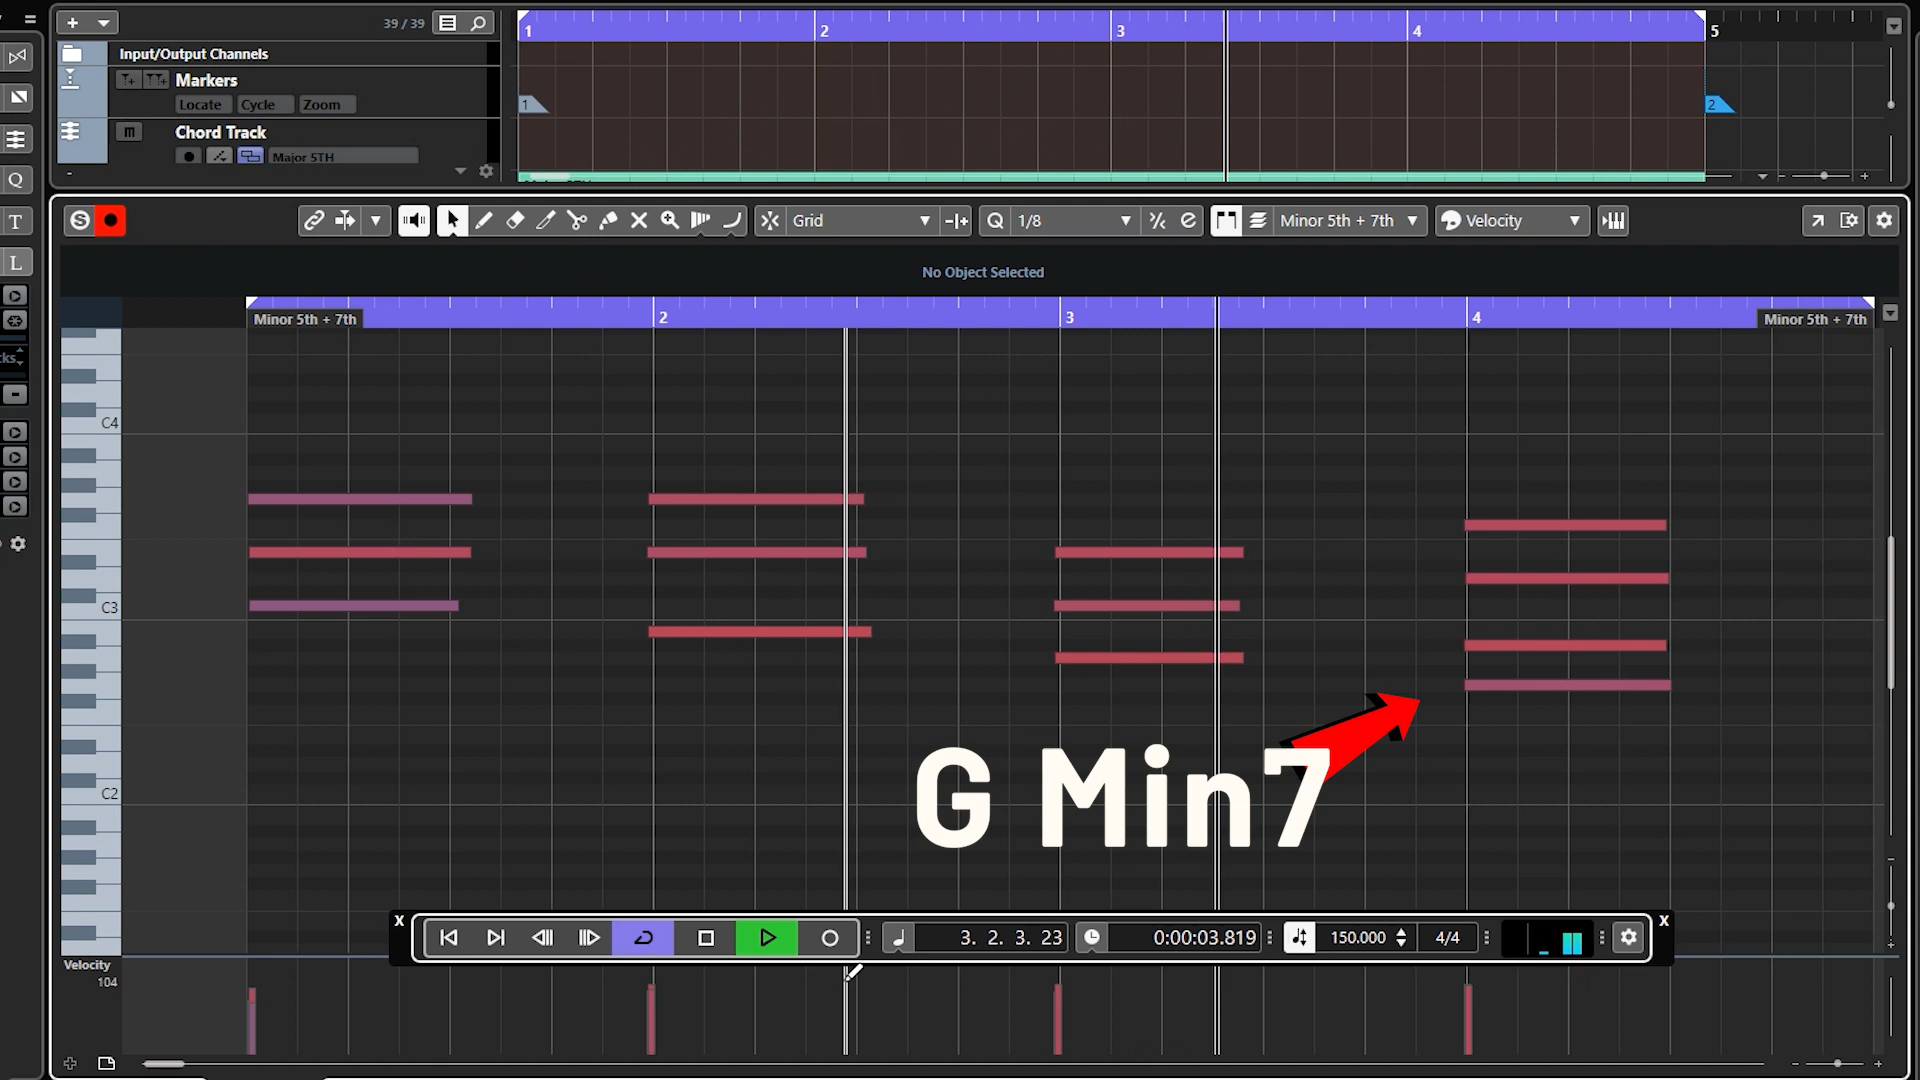 39 / 39
Input/Output Channels
Markers
Locate Cycle Zoom
m Chord Track
Major 5TH
1 2 3 4 5
1 2
Q
T
L
S Grid Q 1/8 Minor 5th + 7th Velocity
No Object Selected
Minor 5th + 7th 2 3 4 Minor 5th + 7th
C4
C3
C2
G Min7
x x
3. 2. 3. 23 0:00:03.819 150.000 4/4
Velocity
104